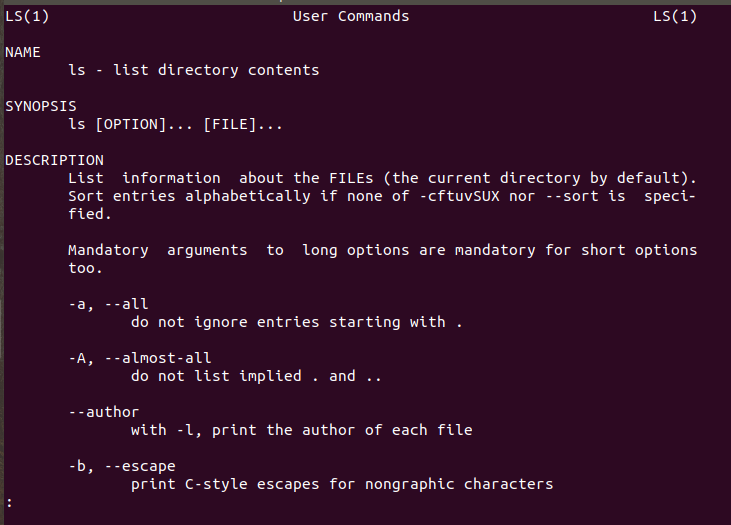 LS(1)                           User Commands                           LS(1)
NAME
       ls - list directory contents
SYNOPSIS
       ls [OPTION]... [FILE]...
DESCRIPTION
       List  information  about the FILEs (the current directory by default).
       Sort entries alphabetically if none of -cftuvSUX nor --sort is  speci-
       fied.
       Mandatory  arguments  to  long options are mandatory for short options
       too.
       -a, --all
              do not ignore entries starting with .
       -A, --almost-all
              do not list implied . and ..
       --author
              with -l, print the author of each file
       -b, --escape
              print C-style escapes for nongraphic characters
: